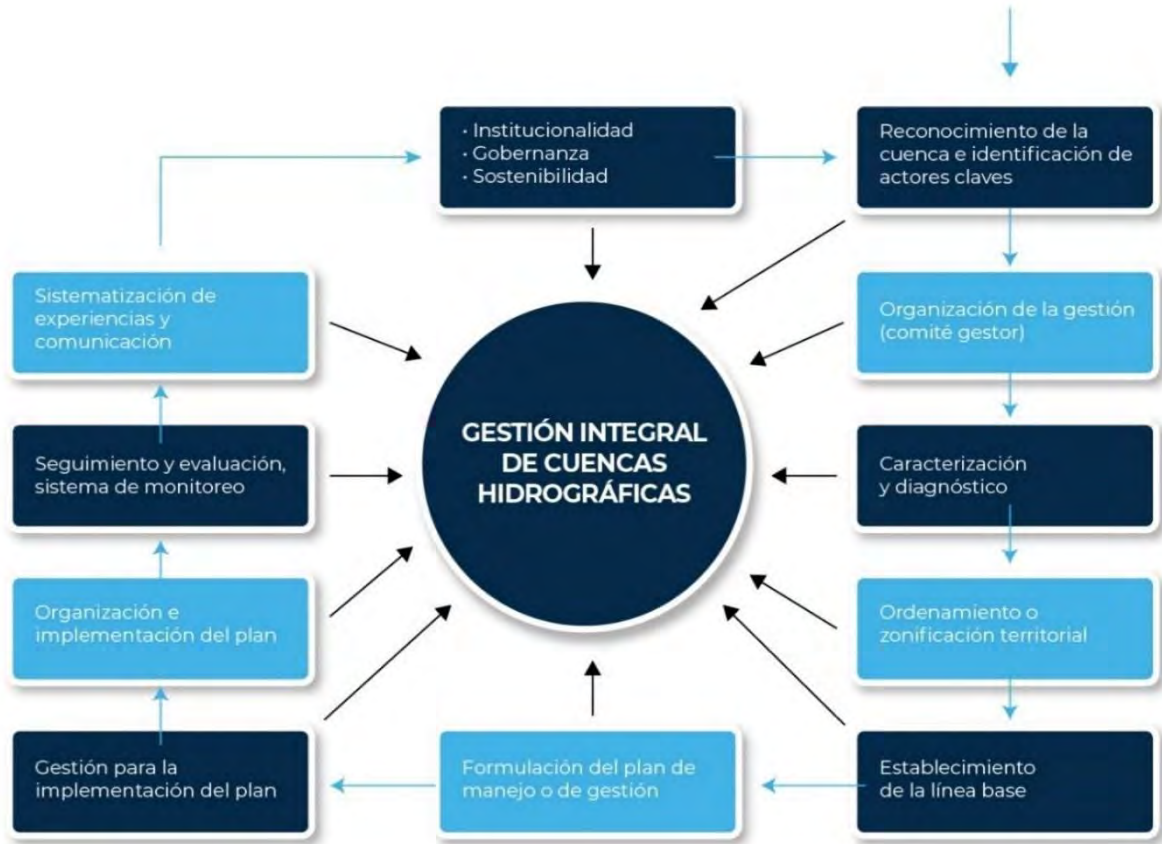 · Institucionalidad
· Gobernanza
· Sostenibilidad
Reconocimiento de la
cuenca e identificación de
actores claves
Sistematización de
experiencias y
comunicación
Organización de la gestión
(comité gestor)
GESTIÓN INTEGRAL
DE CUENCAS
HIDROGRÁFICAS
Seguimiento y evaluación,
sistema de monitoreo
Caracterización
y diagnóstico
Organización e
implementación del plan
Ordenamiento o
zonificación territorial
Gestión para la
implementación del plan
Formulación del plan de
manejo o de gestión
Establecimiento
de la línea base